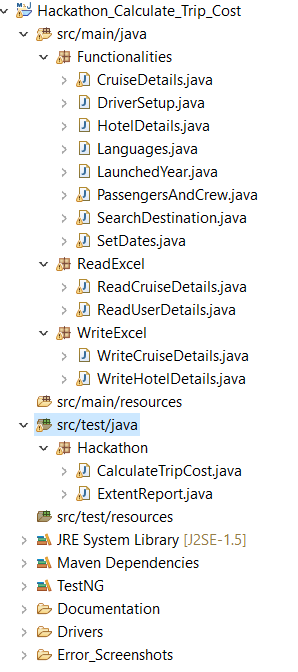 Hackathon_Calculate_Trip_Cost
src/main/java
Functionalities
CruiseDetails.java
DriverSetup.java
HotelDetails.java
Languages.java
LaunchedYear.java
PassengersAndCrew.java
SearchDestination.java
SetDates.java
ReadExcel
ReadCruiseDetails.java
ReadUserDetails.java
WriteExcel
WriteCruiseDetails.java
WriteHotelDetails.java
src/main/resources
src/test/java
Hackathon
CalculateTripCost.java
ExtentReport.java
src/test/resources
JRE System Library [J2SE-1.5]
Maven Dependencies
TestNG
Documentation
Drivers
Error_Screenshots